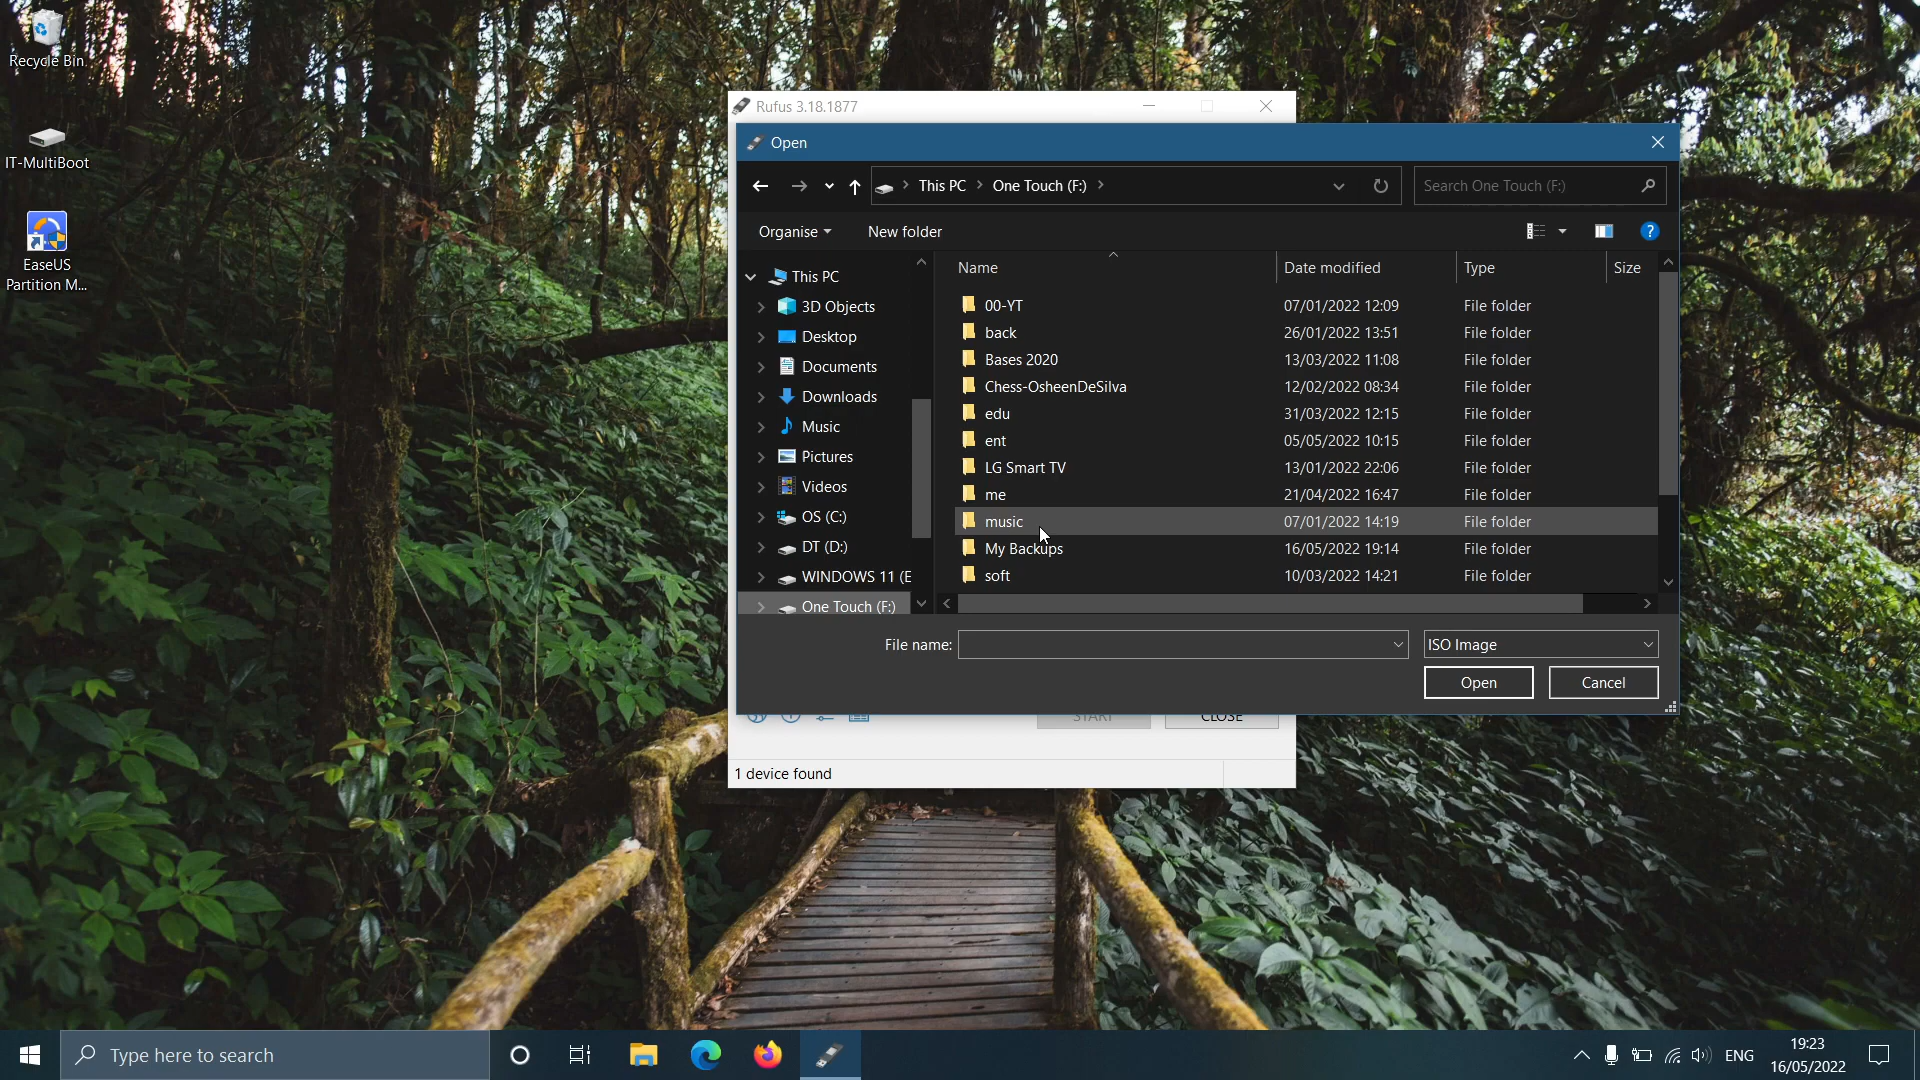 Recycle Bin
IT-MultiBoot
EaseUS
Partition M...
Rufus 3.18.1877
Open
This PC
One Touch (F:)
Search One Touch (F:)
Organise
New folder
Name
Date modified
Type
Size
This PC
3D Objects
Desktop
Documents
Downloads
Music
Pictures
Videos
OS (C:)
DT (D:)
WINDOWS 11 (E
One Touch (F:)
00-YT 07/01/2022 12:09 File folder
back 26/01/2022 13:51 File folder
Bases 2020 13/03/2022 11:08 File folder
Chess-OsheenDeSilva 12/02/2022 08:34 File folder
edu 31/03/2022 12:15 File folder
ent 05/05/2022 10:15 File folder
LG Smart TV 13/01/2022 22:06 File folder
me 21/04/2022 16:47 File folder
music 07/01/2022 14:19 File folder
My Backups 16/05/2022 19:14 File folder
soft 10/03/2022 14:21 File folder
File name:
ISO Image
Open
Cancel
START
CLOSE
1 device found
Type here to search
ENG
19:23
16/05/2022